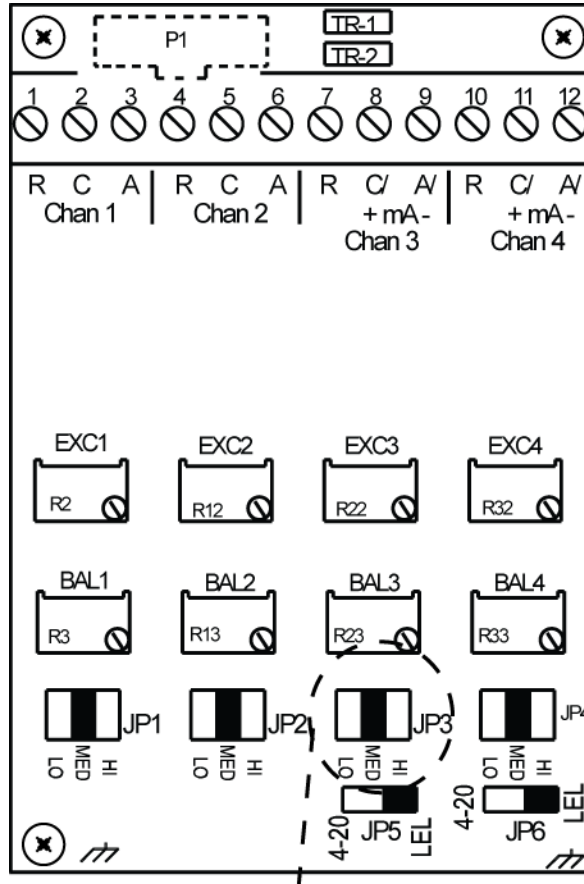 TR-1
P1
TR-2
1 2 3 4 5 6 7 8 9 10 11 12
R C A R C A R C/ A/ R C/ A/
Chan 1 Chan 2 + mA - + mA -
Chan 3 Chan 4
EXC1 EXC2 EXC3 EXC4
R2 R12 R22 R32
BAL1 BAL2 BAL3 BAL4
R3 R13 R23 R33
JP1 JP2 JP3 JP4
LO MED HI LO MED HI LO MED HI LO MED HI
4-20 JP5 LEL 4-20 JP6 LEL